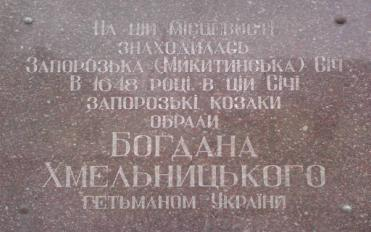 На цій місцевості
знаходилась
Запорозька (Микитинська) Січ
В 1648 році в цій Січі
запорозькі козаки
обрали
Богдана
Хмельницького
гетьманом України